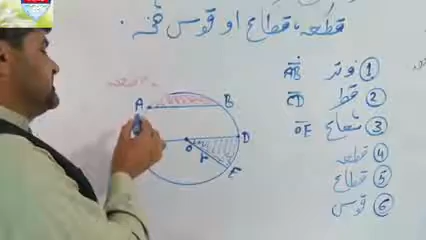 قطعہ، قطاع او قوس څه .
① وتر AB
② قطر CD
③ شعاع OE
④ قطعه
⑤ قطاع
⑥ قوس
قطعه
A
B
O
D
r
E